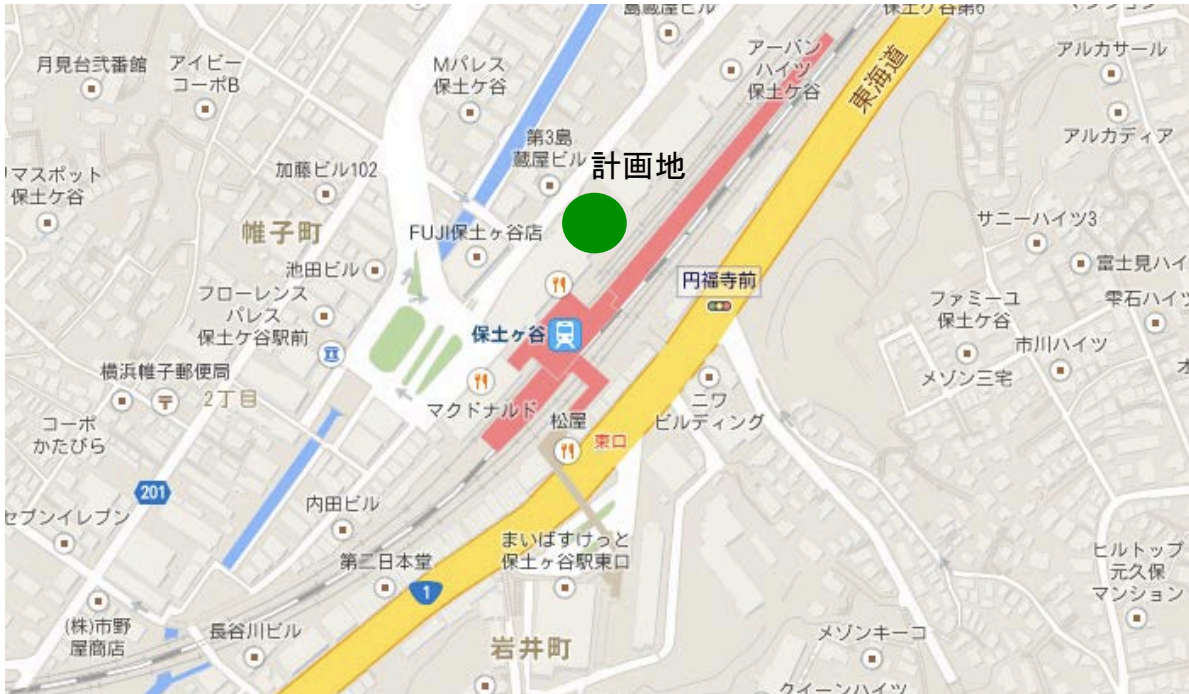 島蔵屋ビル
保土ヶ谷第6
月見台弐番館
アイビー
コーポB
Mパレス
保土ケ谷
アーバン
ハイツ
保土ケ谷
東海道
アルカサール
アルカディア
マスポット
保土ケ谷
加藤ビル102
第3島
蔵屋ビル
計画地
帷子町
FUJI保土ヶ谷店
サニーハイツ3
池田ビル
円福寺前
富士見ハイ
フローレンス
パレス
保土ケ谷駅前
ファミーユ
保土ケ谷
雫石ハイツ
保土ヶ谷
市川ハイツ
横浜帷子郵便局
2丁目
マクドナルド
メゾン三宅
コーポ
かたびら
松屋
東口
ニワ
ビルディング
201
セブンイレブン
内田ビル
第二日本堂
まいばすけっと
保土ヶ谷駅東口
1
ヒルトップ
元久保
マンション
(株)市野
屋商店
長谷川ビル
岩井町
メゾンキーコ
クイーンハイツ